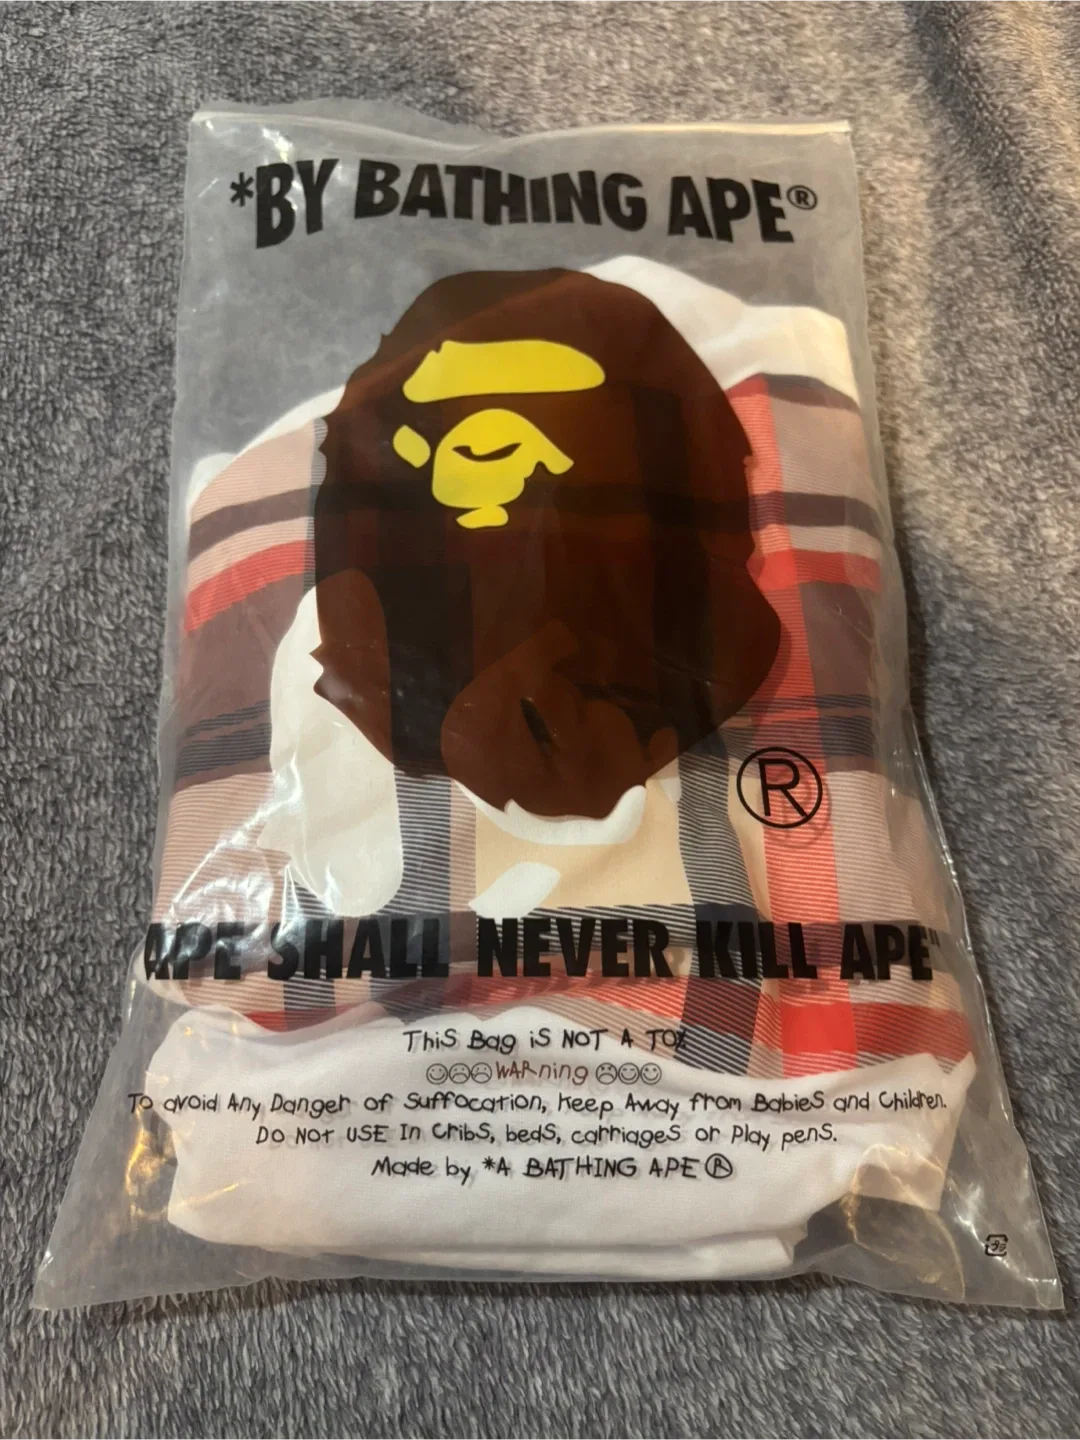 *BY BATHING APE®
®
APE SHALL NEVER KILL APE"
This Bag is NOT A TOY
WARning
To avoid Any Danger of Suffocation, Keep Away from Babies and Children.
DO NOT USE In Cribs, beds, carriages or Play pens.
Made by *A BATHING APE®